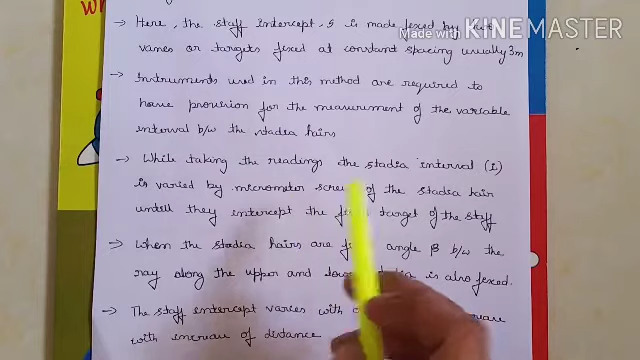 wh
→ Here, the staff intercept, s is made fixed by
vanes or targets fixed at constant spacing usually 3m
→ Instruments used in this method are required to
have provision for the measurement of the variable
interval b/w the stadia hairs
→ While taking the readings the stadia interval (i)
is varied by micrometer screw of the stadia hair
untill they intercept the target of the staff
→ When the stadia hairs are angle β b/w the
ray along the upper and is also fixed.
→ The staff intercept varies with
with increase of distance
Made with KINEMASTER